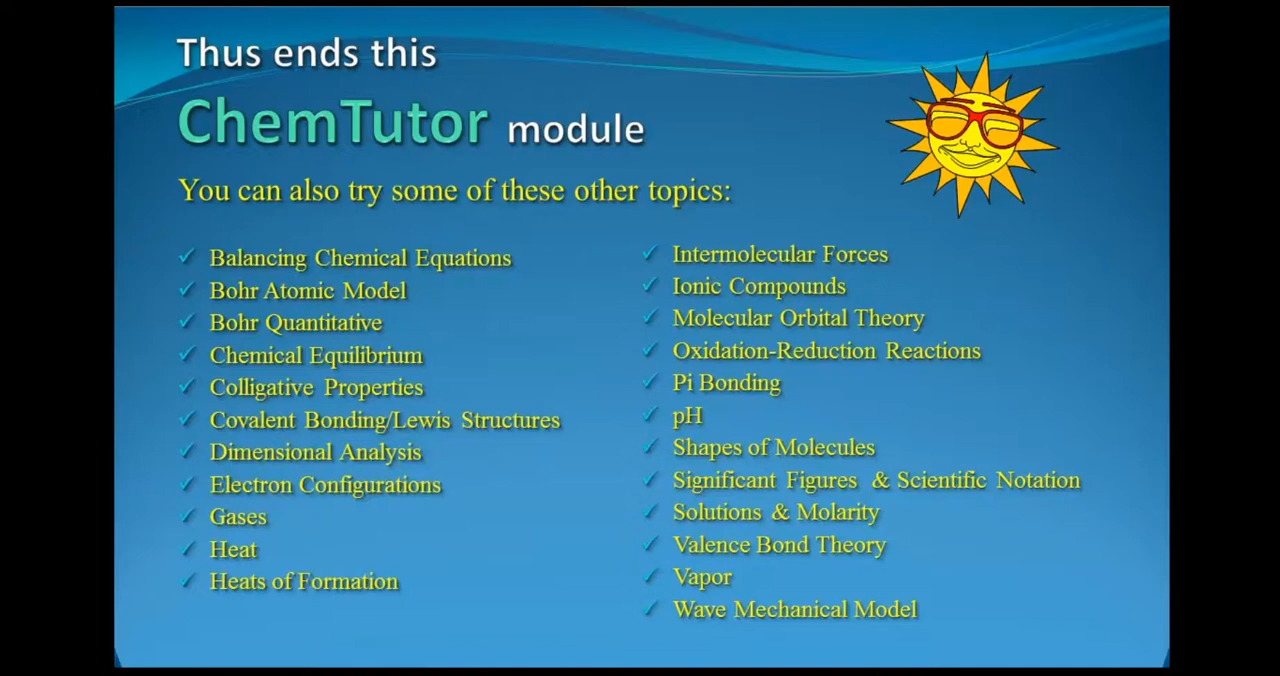 Thus ends this
ChemTutor module
You can also try some of these other topics:
Balancing Chemical Equations
Bohr Atomic Model
Bohr Quantitative
Chemical Equilibrium
Colligative Properties
Covalent Bonding/Lewis Structures
Dimensional Analysis
Electron Configurations
Gases
Heat
Heats of Formation
Intermolecular Forces
Ionic Compounds
Molecular Orbital Theory
Oxidation-Reduction Reactions
Pi Bonding
pH
Shapes of Molecules
Significant Figures & Scientific Notation
Solutions & Molarity
Valence Bond Theory
Vapor
Wave Mechanical Model